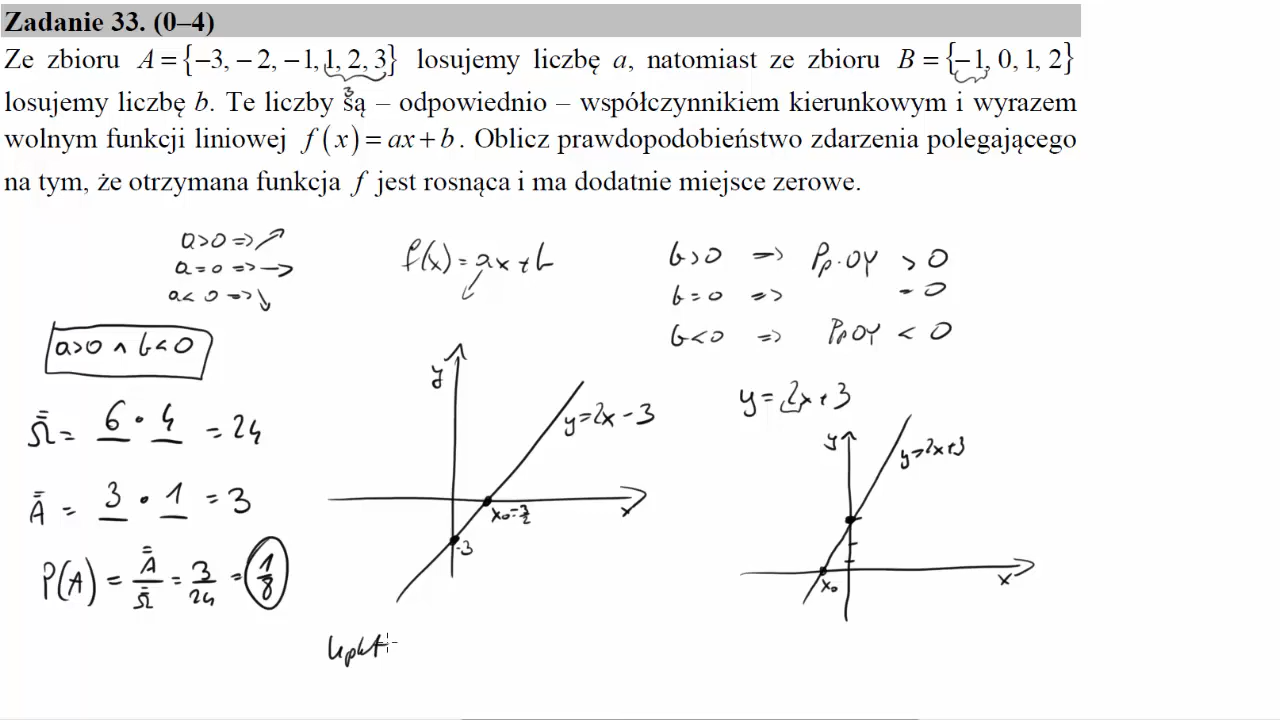 Zadanie 33. (0–4)
Ze zbioru A = {−3, −2, −1, 1, 2, 3} losujemy liczbę a, natomiast ze zbioru B = {−1, 0, 1, 2}
3
losujemy liczbę b. Te liczby są – odpowiednio – współczynnikiem kierunkowym i wyrazem
wolnym funkcji liniowej f(x) = ax + b. Oblicz prawdopodobieństwo zdarzenia polegającego
na tym, że otrzymana funkcja f jest rosnąca i ma dodatnie miejsce zerowe.
a>0 => ↗
a=0 => →
a<0 => ↘
f(x) = ax + b
b>0 => Pp. OY > 0
b=0 => = 0
b<0 => Pp OY < 0
a>0 ∧ b<0
Ω̿ = 6 · 4 = 24
A̿ = 3 · 1 = 3
P(A) = A̿/Ω̿ = 3/24 = 1/8
y
y=2x−3
x₀=3/2
x
-3
y = 2x+3
y
y=2x+3
x₀
x
4pkt